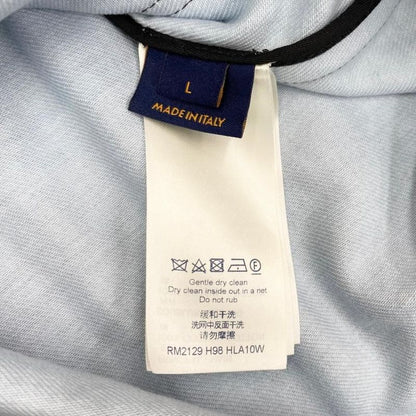 L
MADE IN ITALY
Gentle dry clean
Dry clean inside out in a net
Do not rub
缓和干洗
洗网中反面干洗
请勿摩擦
RM2129 H98 HLA10W